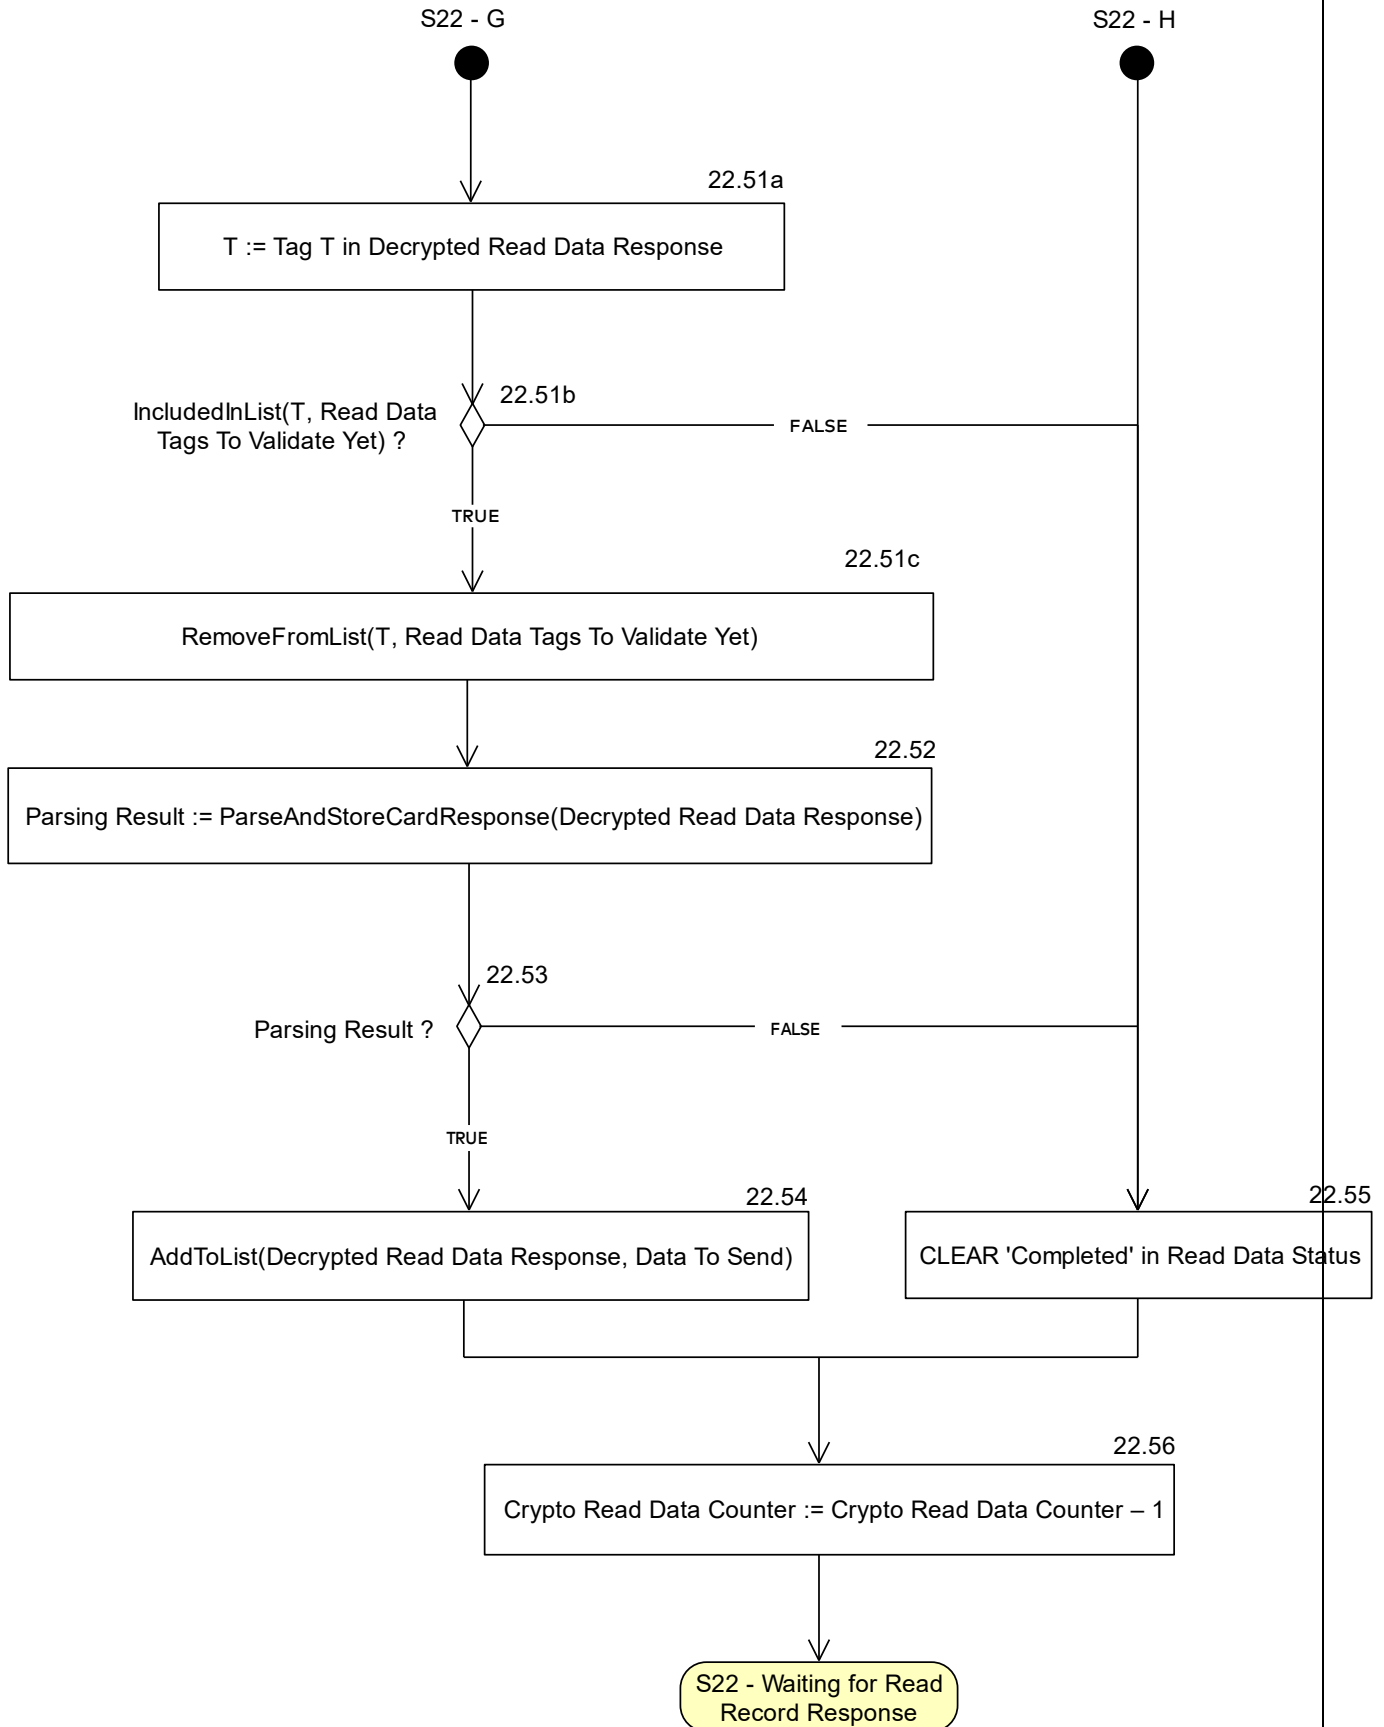 S22 - G
S22 - H
22.51a
T := Tag T in Decrypted Read Data Response
22.51b
IncludedInList(T, Read Data
Tags To Validate Yet) ?
FALSE
TRUE
22.51c
RemoveFromList(T, Read Data Tags To Validate Yet)
22.52
Parsing Result := ParseAndStoreCardResponse(Decrypted Read Data Response)
22.53
Parsing Result ?
FALSE
TRUE
22.54
22.55
AddToList(Decrypted Read Data Response, Data To Send)
CLEAR 'Completed' in Read Data Status
22.56
Crypto Read Data Counter := Crypto Read Data Counter – 1
S22 - Waiting for Read
Record Response